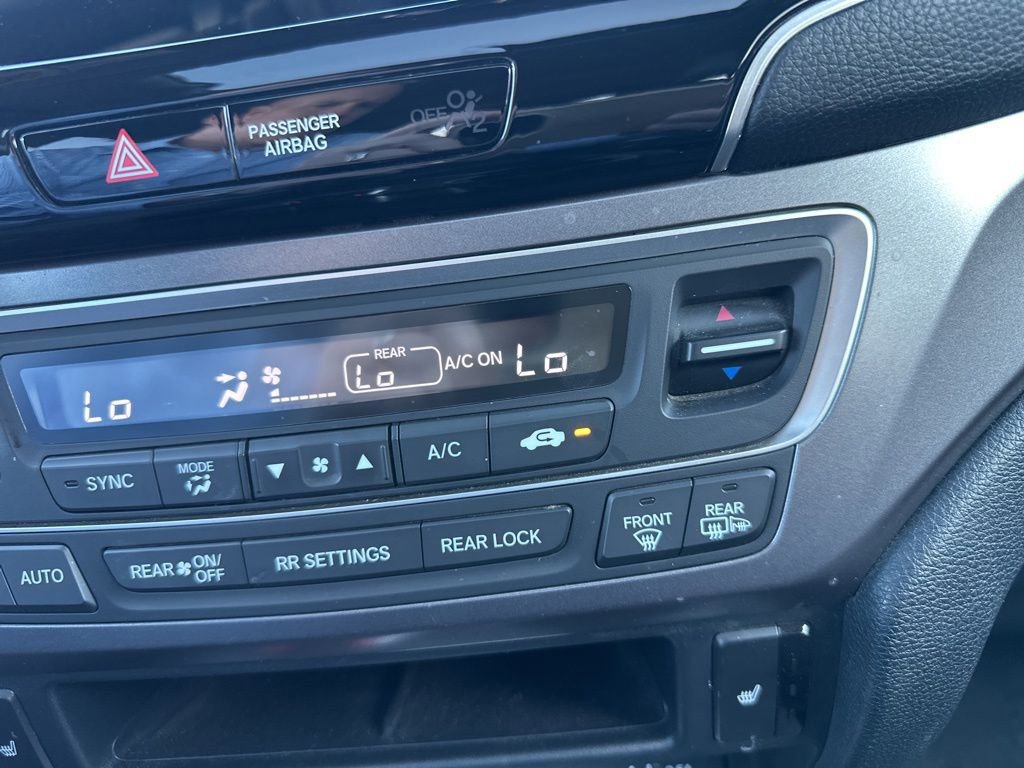 PASSENGER
AIRBAG
OFF
2
Lo
REAR
Lo
A/C ON
Lo
SYNC
MODE
A/C
AUTO
REAR ON/
OFF
RR SETTINGS
REAR LOCK
FRONT
REAR